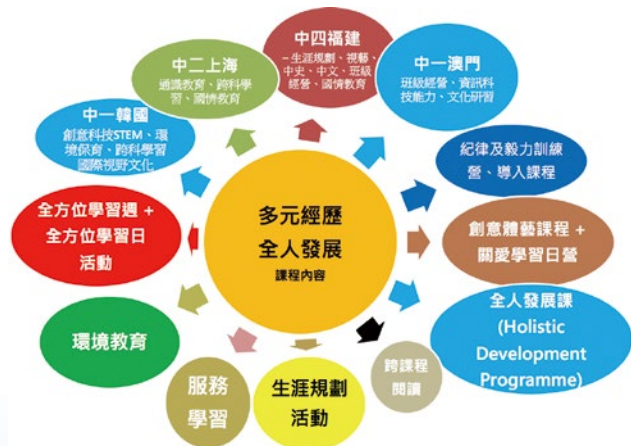 多元經歷
全人發展
課程內容
中四福建
–生涯規劃、視藝、
中史、中文、班級
經營、國情教育
中一澳門
班級經營、資訊科
技能力、文化研習
紀律及毅力訓練
營、導入課程
創意體藝課程 +
關愛學習日營
全人發展課
(Holistic
Development
Programme)
跨課程
閱讀
生涯規劃
活動
服務
學習
環境教育
全方位學習週 +
全方位學習日
活動
中一韓國
創意科技STEM、環
境保育、跨科學習
國際視野文化
中二上海
通識教育、跨科學
習、國情教育